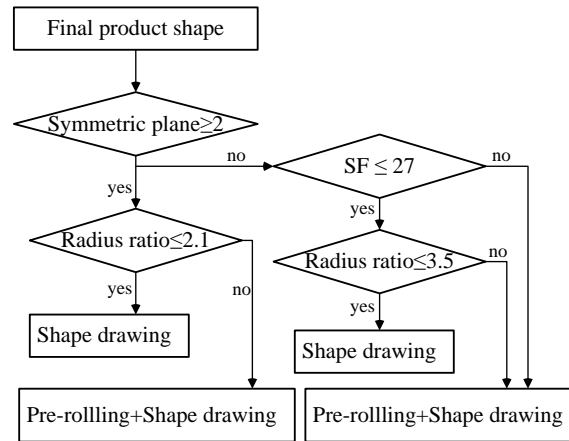 Final product shape
Symmetric plane≥2
no
SF ≤ 27
no
yes
yes
Radius ratio≤2.1
Radius ratio≤3.5
no
yes
no
yes
Shape drawing
Shape drawing
Pre-rollling+Shape drawing
Pre-rollling+Shape drawing